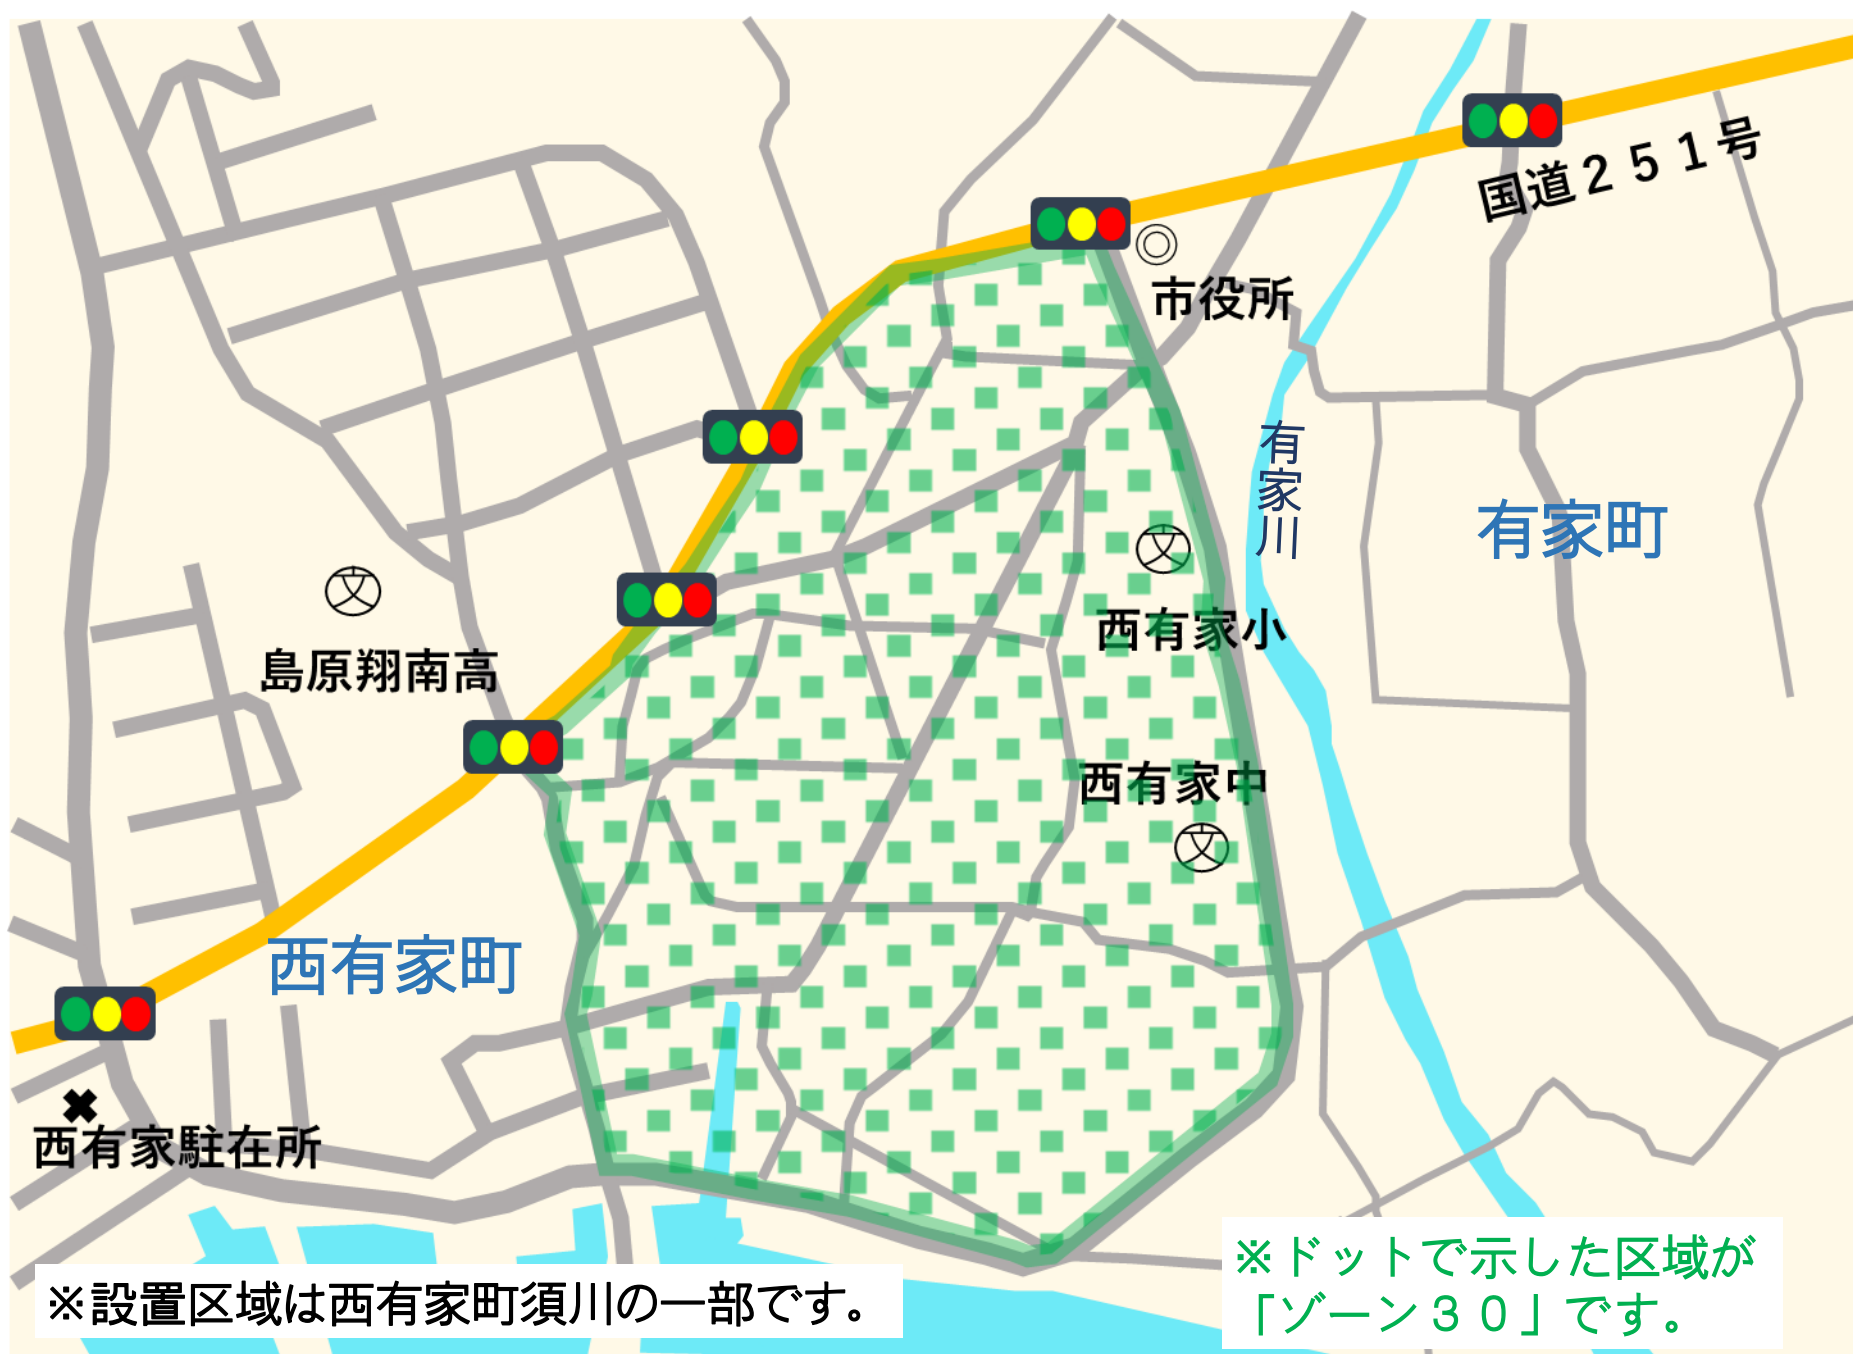 国道２５１号
市役所
有家川
有家町
文
西有家小
文
島原翔南高
西有家中
文
西有家町
西有家駐在所
※ドットで示した区域が
「ゾーン３０」です。
※設置区域は西有家町須川の一部です。